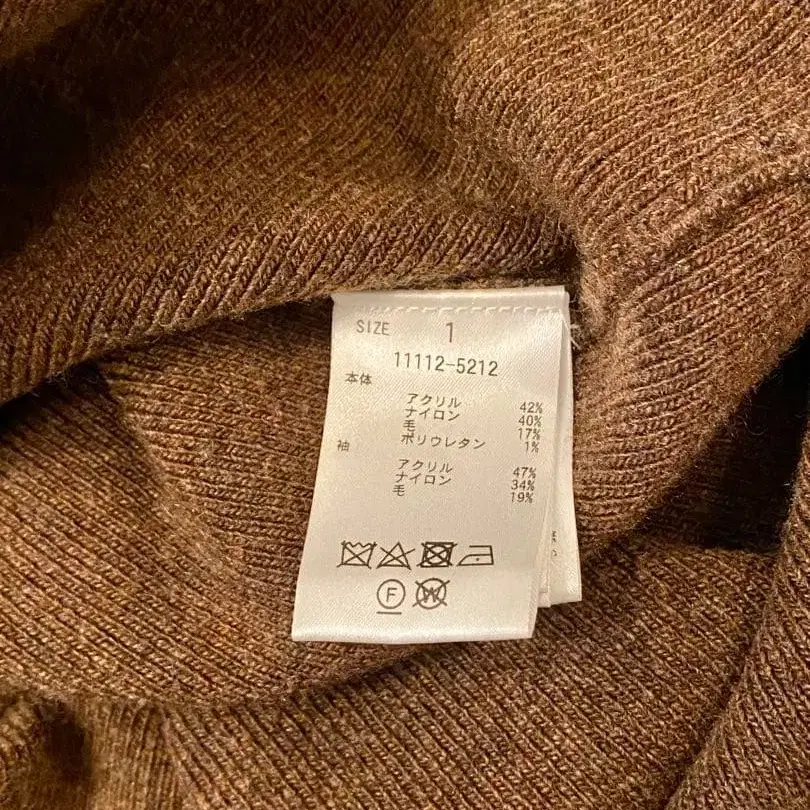 SIZE 1
11112-5212
本体
アクリル 42%
ナイロン 40%
毛 17%
ポリウレタン 1%
袖
アクリル 47%
ナイロン 34%
毛 19%
F W